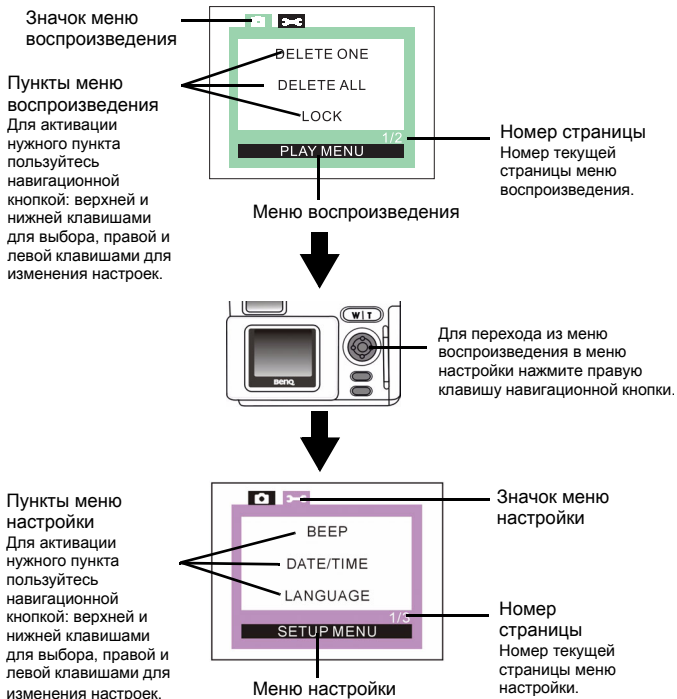 Значок меню
воспроизведения
DELETE ONE
DELETE ALL
LOCK
1/2
PLAY MENU
Пункты меню
воспроизведения
Для активации
нужного пункта
пользуйтесь
навигационной
кнопкой: верхней и
нижней клавишами
для выбора, правой и
левой клавишами для
изменения настроек.
Номер страницы
Номер текущей
страницы меню
воспроизведения.
Меню воспроизведения
W T
BenQ
Для перехода из меню
воспроизведения в меню
настройки нажмите правую
клавишу навигационной кнопки.
Пункты меню
настройки
Для активации
нужного пункта
пользуйтесь
навигационной
кнопкой: верхней и
нижней клавишами
для выбора, правой и
левой клавишами для
изменения настроек.
BEEP
DATE/TIME
LANGUAGE
1/3
SETUP MENU
Значок меню
настройки
Номер
страницы
Номер текущей
страницы меню
настройки.
Меню настройки